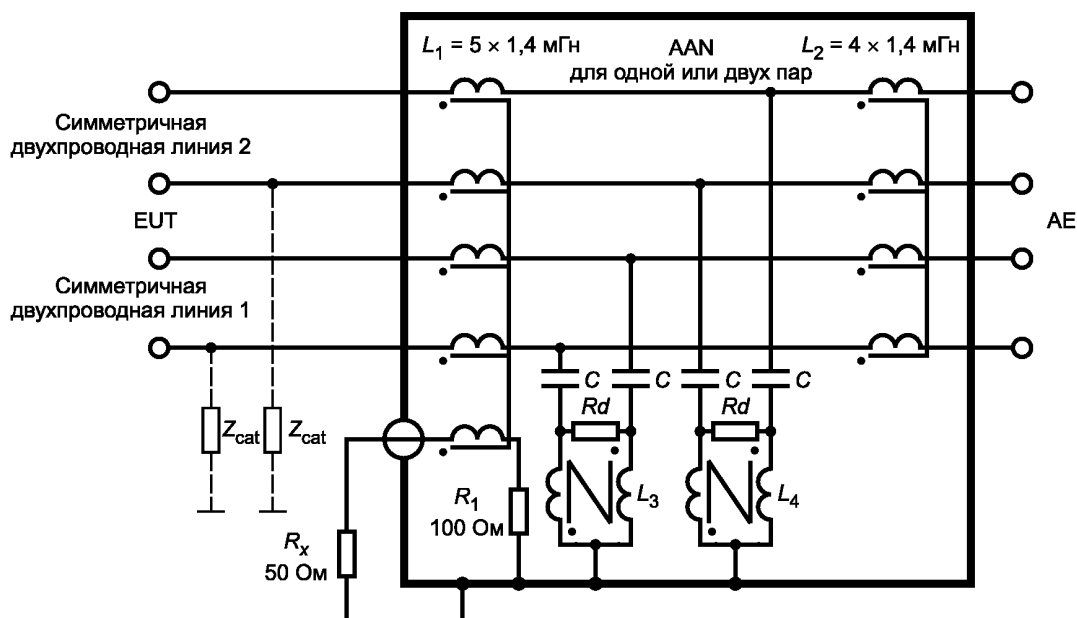 L1 = 5 × 1,4 мГн
AAN
для одной или двух пар
L2 = 4 × 1,4 мГн
Симметричная
двухпроводная линия 2
EUT
AE
Симметричная
двухпроводная линия 1
C
C
C
C
Rd
Rd
Zcat
Zcat
L3
L4
R1
100 Ом
Rx
50 Ом